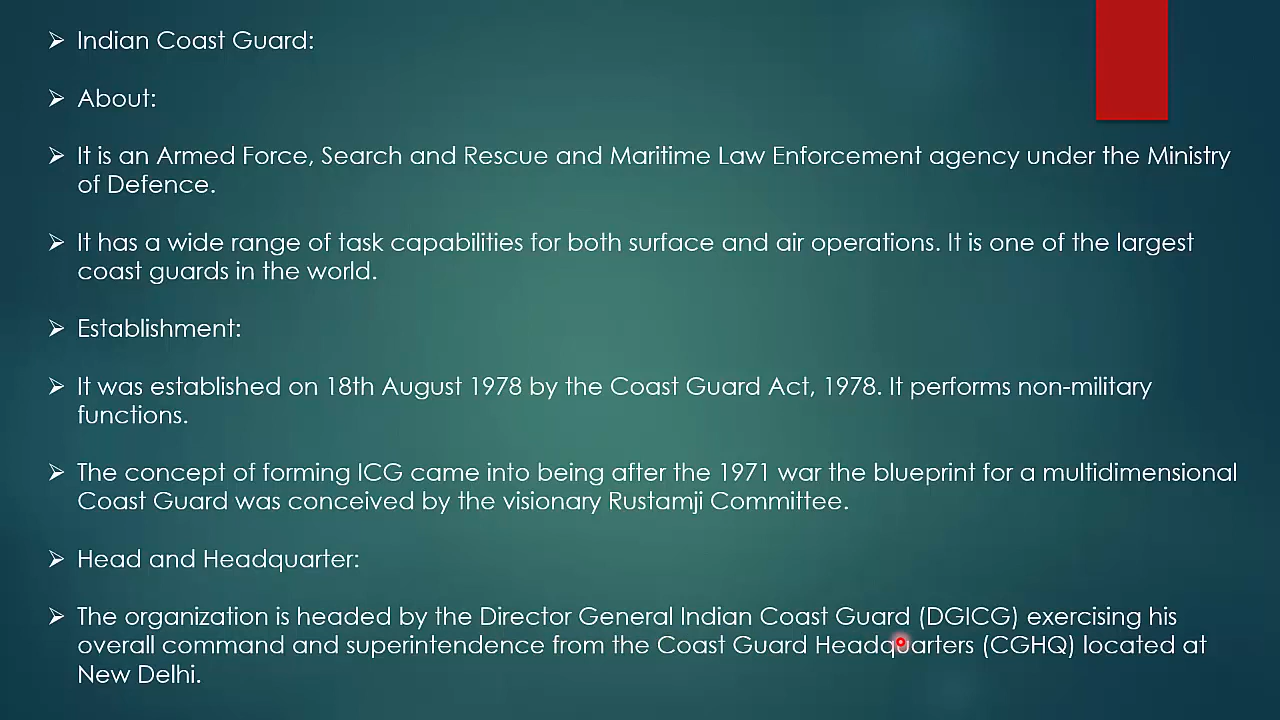 Indian Coast Guard:
About:
It is an Armed Force, Search and Rescue and Maritime Law Enforcement agency under the Ministry
of Defence.
It has a wide range of task capabilities for both surface and air operations. It is one of the largest
coast guards in the world.
Establishment:
It was established on 18th August 1978 by the Coast Guard Act, 1978. It performs non-military
functions.
The concept of forming ICG came into being after the 1971 war the blueprint for a multidimensional
Coast Guard was conceived by the visionary Rustamji Committee.
Head and Headquarter:
The organization is headed by the Director General Indian Coast Guard (DGICG) exercising his
overall command and superintendence from the Coast Guard Headquarters (CGHQ) located at
New Delhi.